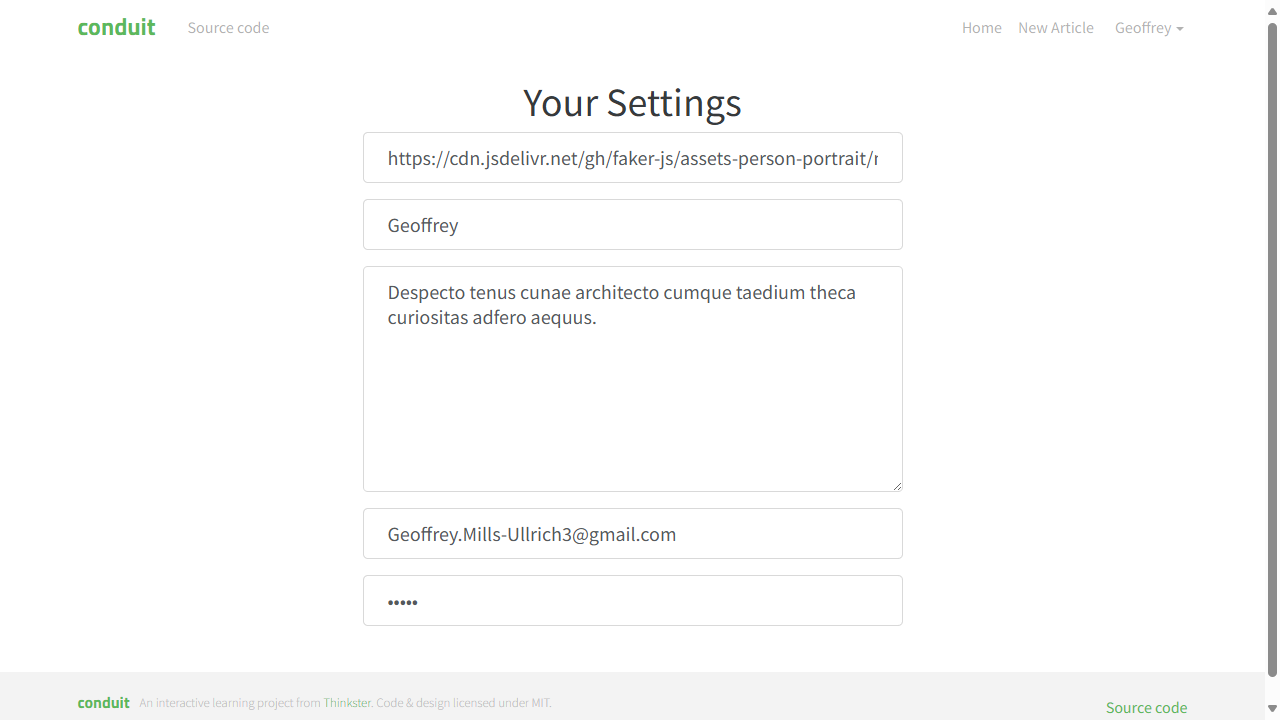 conduit Source code Home New Article Geoffrey
Your Settings
https://cdn.jsdelivr.net/gh/faker-js/assets-person-portrait/
Geoffrey
Despecto tenus cunae architecto cumque taedium theca
curiositas adfero aequus.
Geoffrey.Mills-Ullrich3@gmail.com
•••••
conduit An interactive learning project from Thinkster. Code & design licensed under MIT. Source code